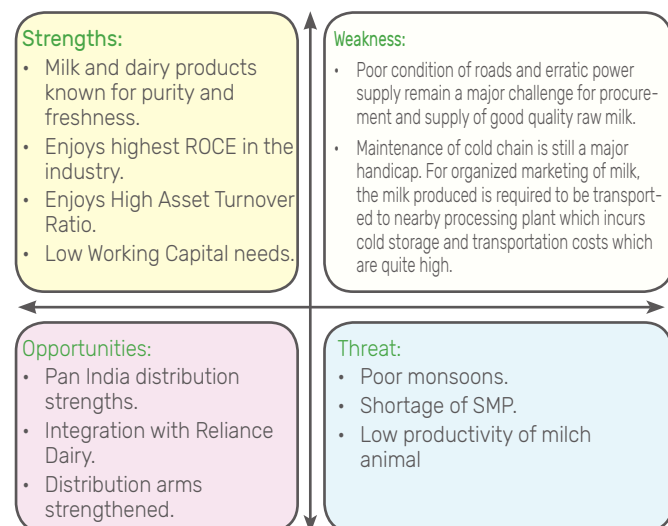 Strengths:
• Milk and dairy products
known for purity and
freshness.
• Enjoys highest ROCE in the
industry.
• Enjoys High Asset Turnover
Ratio.
• Low Working Capital needs.
Weakness:
• Poor condition of roads and erratic power
supply remain a major challenge for procure-
ment and supply of good quality raw milk.
• Maintenance of cold chain is still a major
handicap. For organized marketing of milk,
the milk produced is required to be transport-
ed to nearby processing plant which incurs
cold storage and transportation costs which
are quite high.
Opportunities:
• Pan India distribution
strengths.
• Integration with Reliance
Dairy.
• Distribution arms
strengthened.
Threat:
• Poor monsoons.
• Shortage of SMP.
• Low productivity of milch
animal